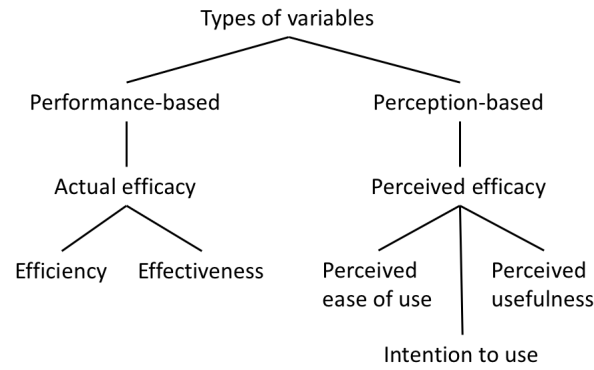 Types of variables
Performance-based
Perception-based
Actual efficacy
Perceived efficacy
Efficiency
Effectiveness
Perceived
ease of use
Perceived
usefulness
Intention to use